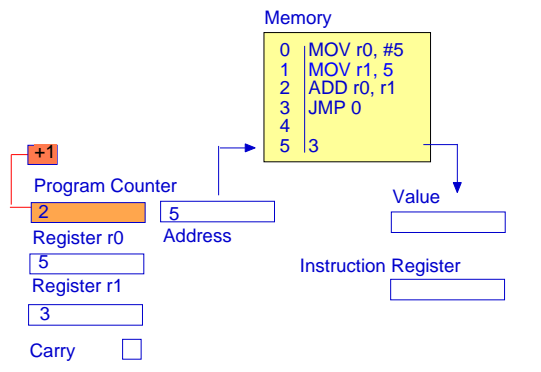 Memory
0 MOV r0, #5
1 MOV r1, 5
2 ADD r0, r1
3 JMP 0
4
5 3
+1
Program Counter
2
5
Address
Value
Register r0
5
Instruction Register
Register r1
3
Carry